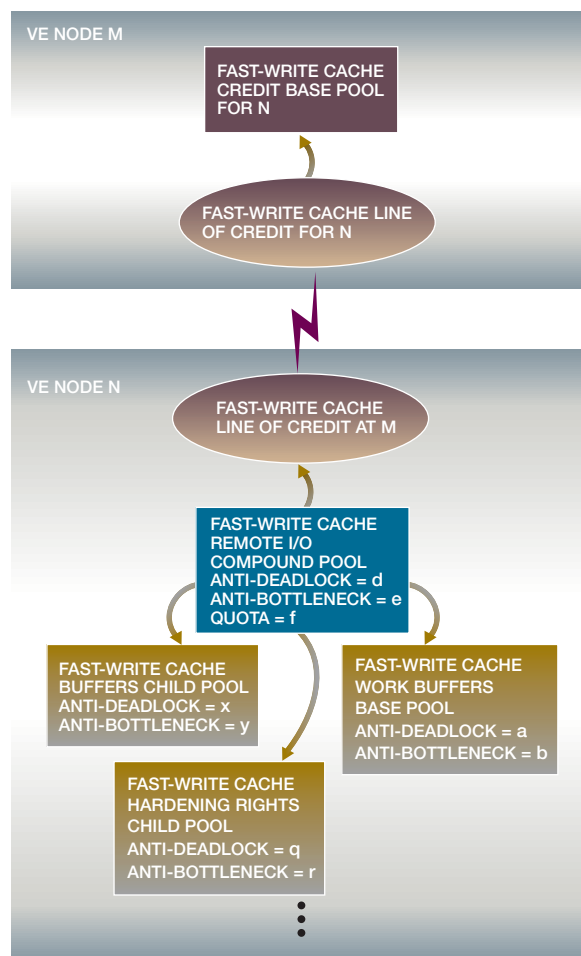 VE NODE M
FAST-WRITE CACHE
CREDIT BASE POOL
FOR N
FAST-WRITE CACHE LINE
OF CREDIT FOR N
VE NODE N
FAST-WRITE CACHE
LINE OF CREDIT AT M
FAST-WRITE CACHE
REMOTE I/O
COMPOUND POOL
ANTI-DEADLOCK = d
ANTI-BOTTLENECK = e
QUOTA = f
FAST-WRITE CACHE
BUFFERS CHILD POOL
ANTI-DEADLOCK = x
ANTI-BOTTLENECK = y
FAST-WRITE CACHE
WORK BUFFERS
BASE POOL
ANTI-DEADLOCK = a
ANTI-BOTTLENECK = b
FAST-WRITE CACHE
HARDENING RIGHTS
CHILD POOL
ANTI-DEADLOCK = q
ANTI-BOTTLENECK = r